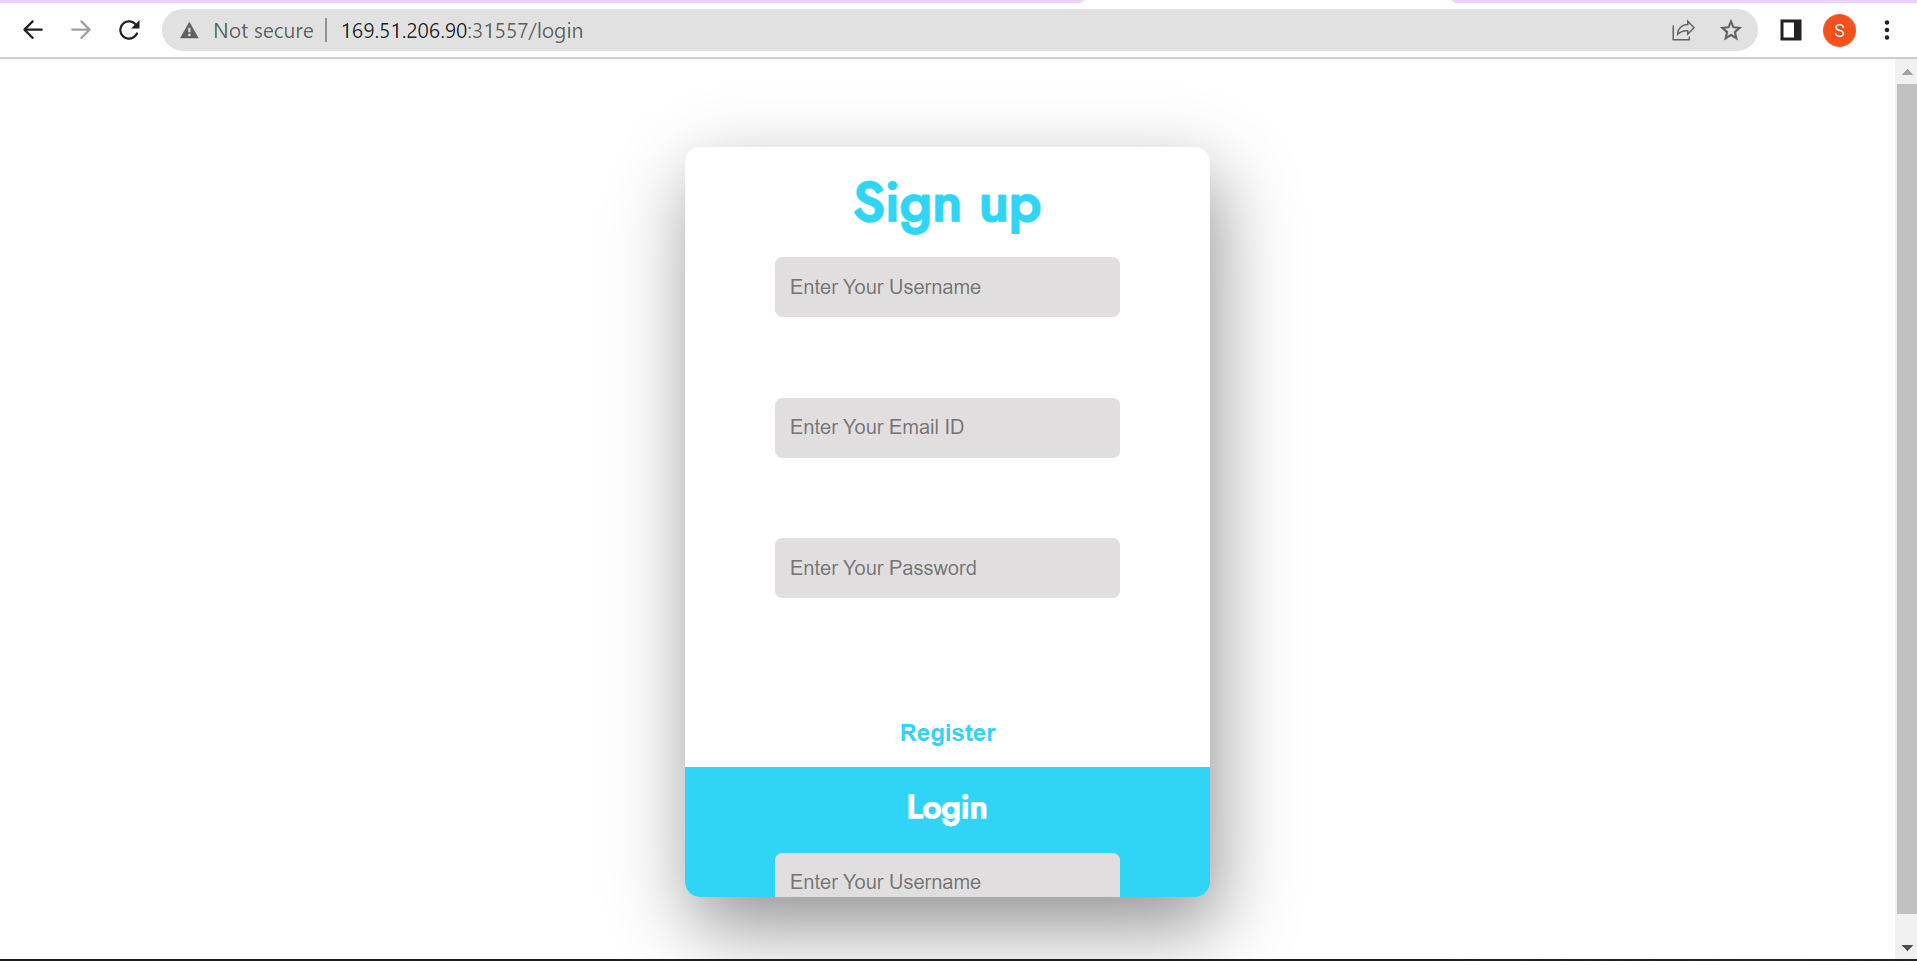 Not secure | 169.51.206.90:31557/login
S
Sign up
Enter Your Username
Enter Your Email ID
Enter Your Password
Register
Login
Enter Your Username